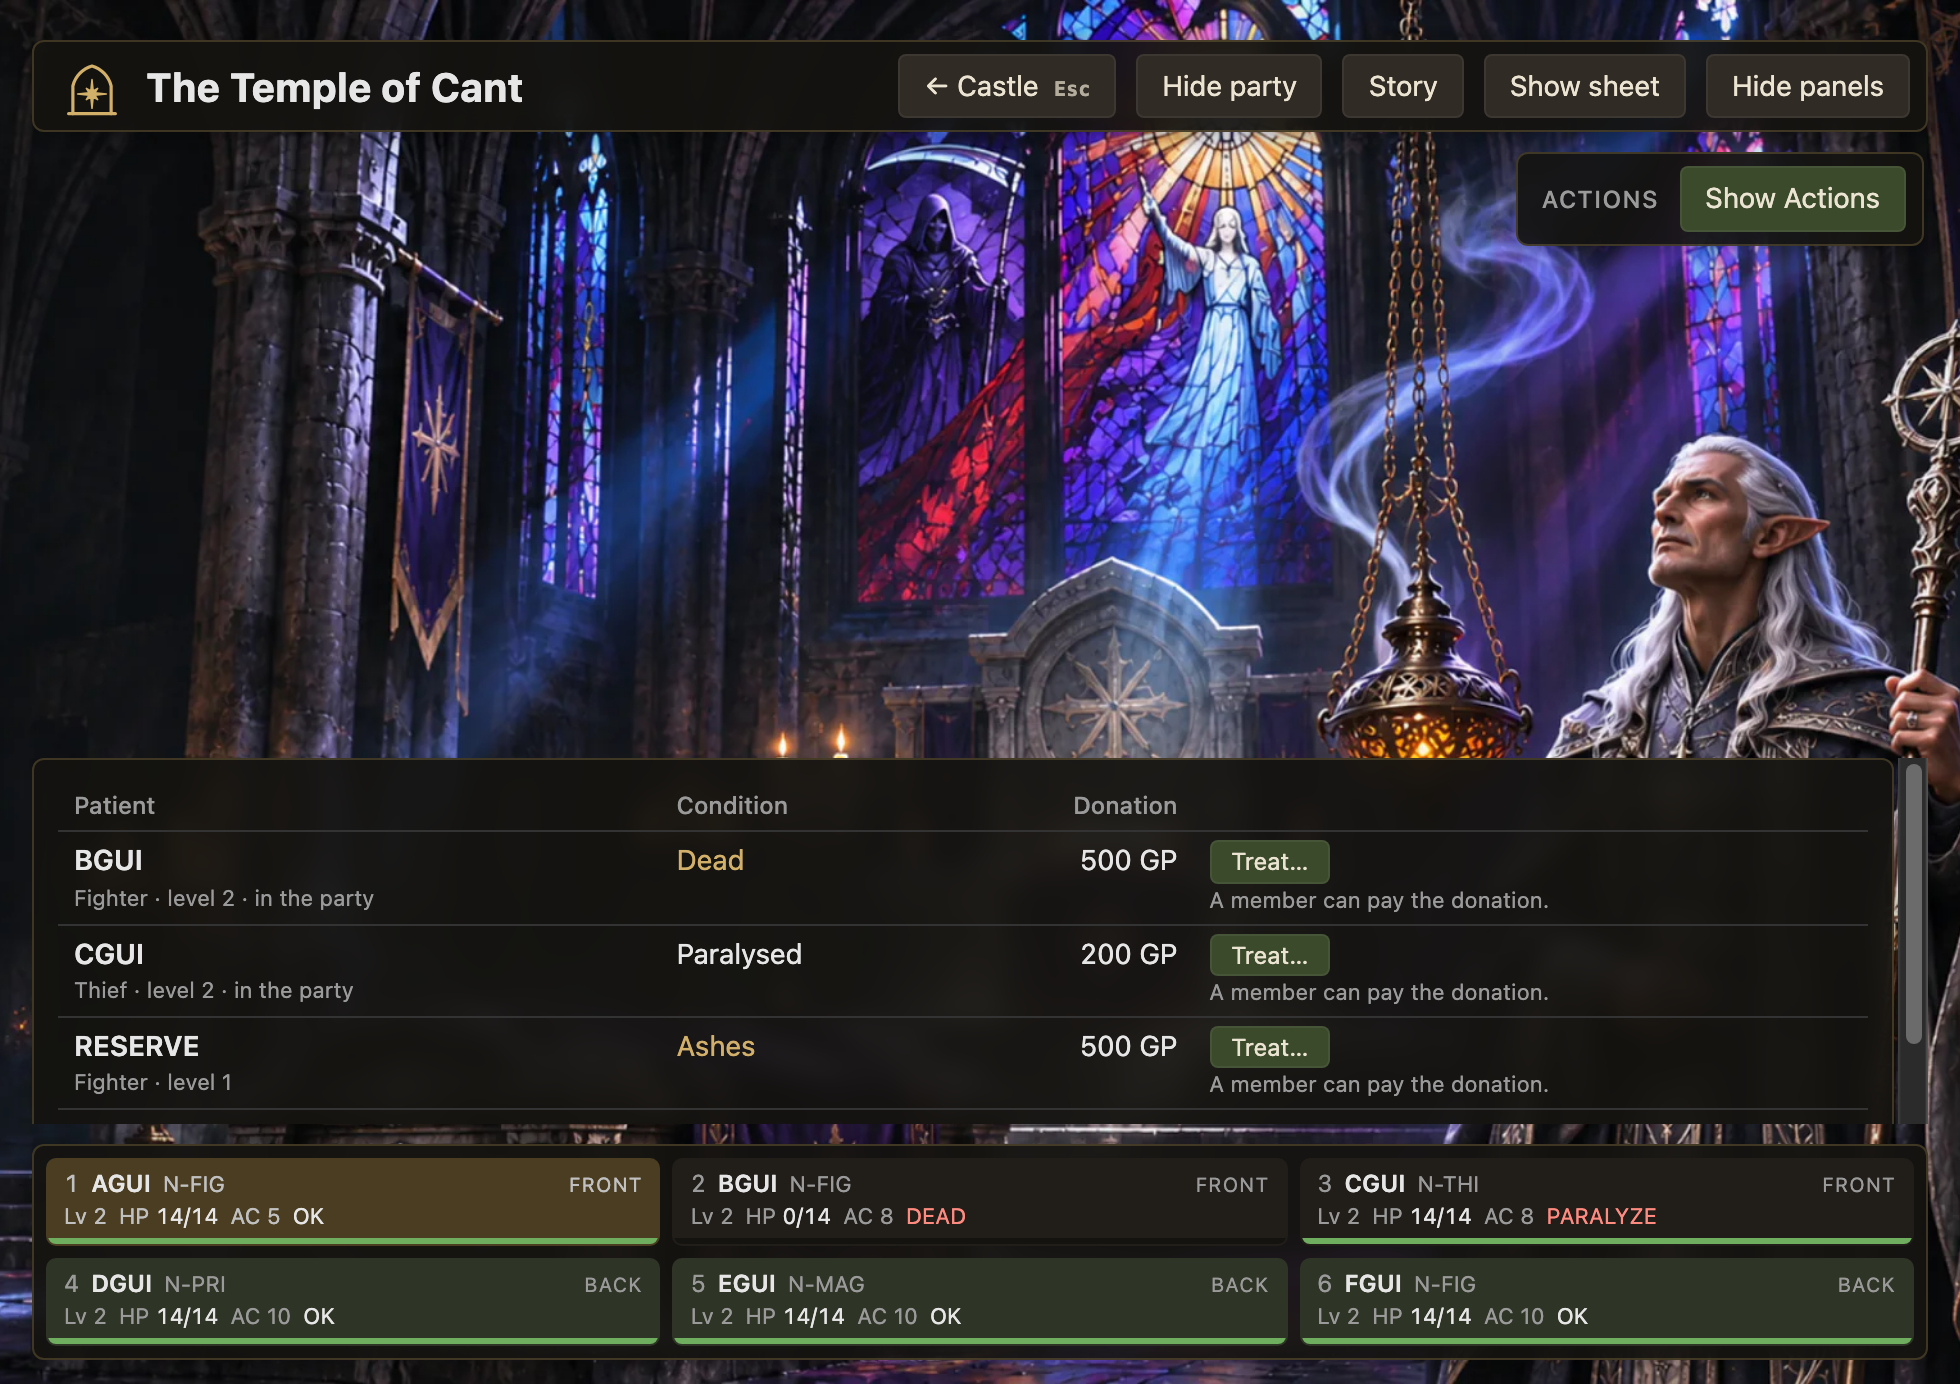 The Temple of Cant
← Castle Esc
Hide party
Story
Show sheet
Hide panels
ACTIONS
Show Actions
Patient Condition Donation
BGUI Dead 500 GP Treat...
Fighter · level 2 · in the party A member can pay the donation.
CGUI Paralysed 200 GP Treat...
Thief · level 2 · in the party A member can pay the donation.
RESERVE Ashes 500 GP Treat...
Fighter · level 1 A member can pay the donation.
1 AGUI N-FIG FRONT
Lv 2 HP 14/14 AC 5 OK
2 BGUI N-FIG FRONT
Lv 2 HP 0/14 AC 8 DEAD
3 CGUI N-THI FRONT
Lv 2 HP 14/14 AC 8 PARALYZE
4 DGUI N-PRI BACK
Lv 2 HP 14/14 AC 10 OK
5 EGUI N-MAG BACK
Lv 2 HP 14/14 AC 10 OK
6 FGUI N-FIG BACK
Lv 2 HP 14/14 AC 10 OK